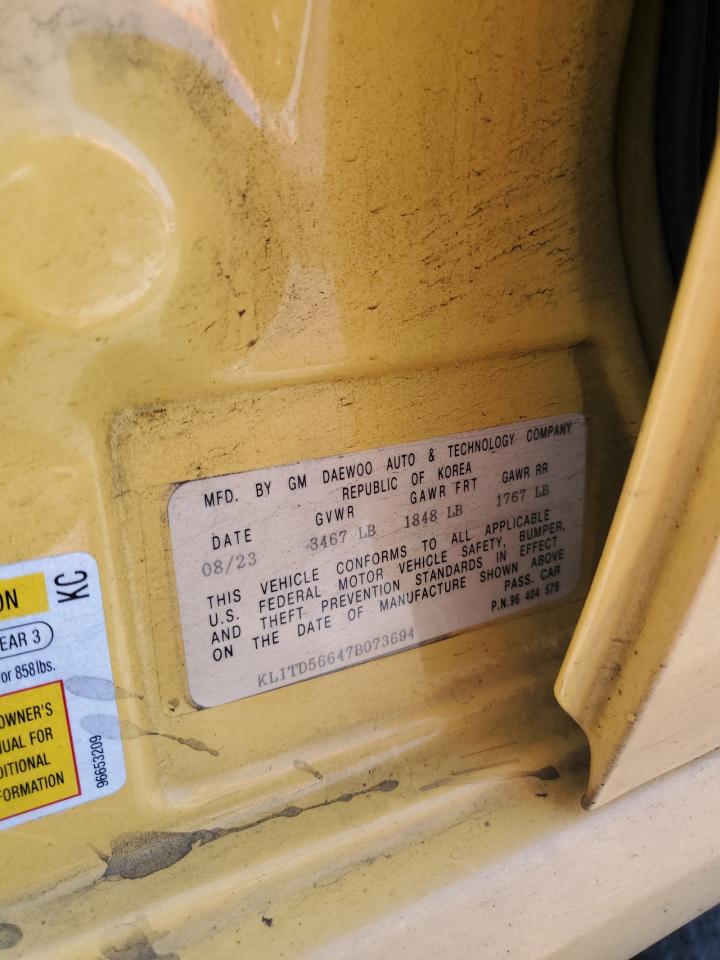 MFD. BY GM DAEWOO AUTO & TECHNOLOGY COMPANY
REPUBLIC OF KOREA
DATE GVWR GAWR FRT GAWR RR
08/23 3467 LB 1848 LB 1767 LB
THIS VEHICLE CONFORMS TO ALL APPLICABLE
U.S. FEDERAL MOTOR VEHICLE SAFETY, BUMPER,
AND THEFT PREVENTION STANDARDS IN EFFECT
ON THE DATE OF MANUFACTURE SHOWN ABOVE
PASS. CAR
P.N.96 404 578
KL1TD56647B073694
ON
KC
EAR 3
or 858lbs.
OWNER'S
NUAL FOR
DITIONAL
FORMATION
96653209